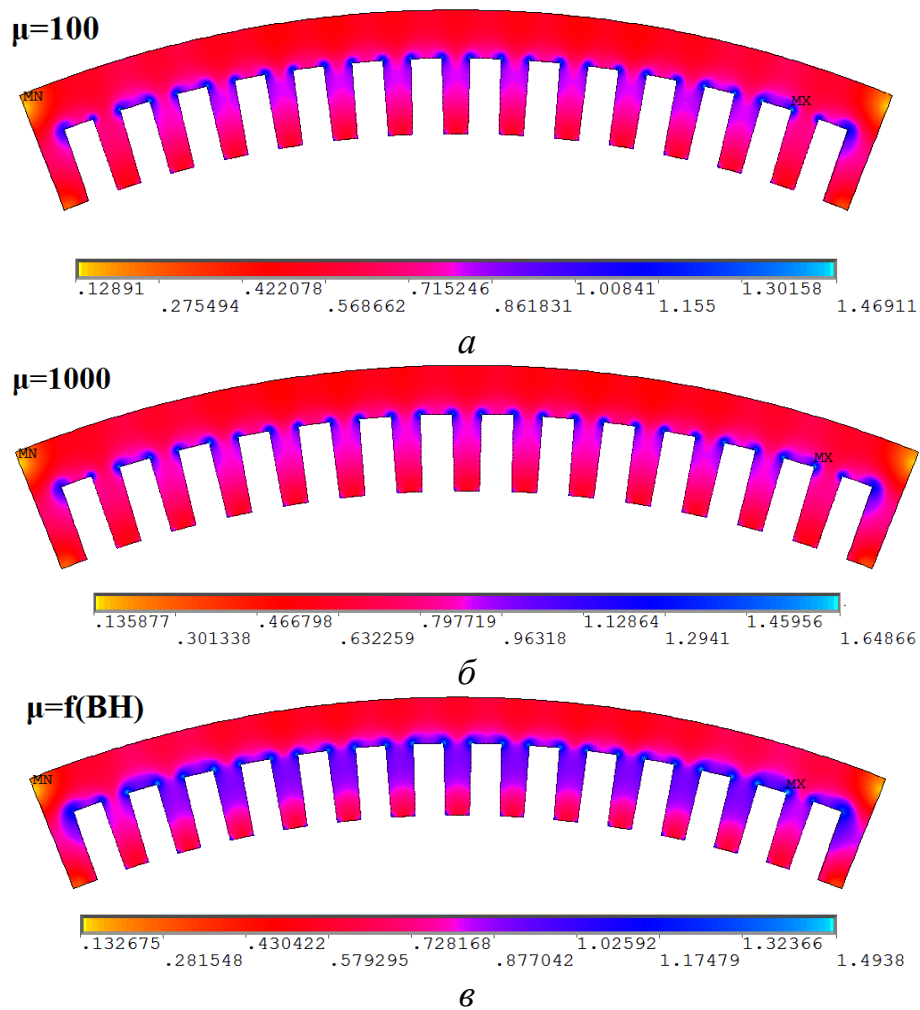 μ=100
MN
MX
.12891 .422078 .715246 1.00841 1.30158
.275494 .568662 .861831 1.155 1.46911
а
μ=1000
MN
MX
.135877 .466798 .797719 1.12864 1.45956
.301338 .632259 .96318 1.2941 1.64866
б
μ=f(BH)
MN
MX
.132675 .430422 .728168 1.02592 1.32366
.281548 .579295 .877042 1.17479 1.4938
в